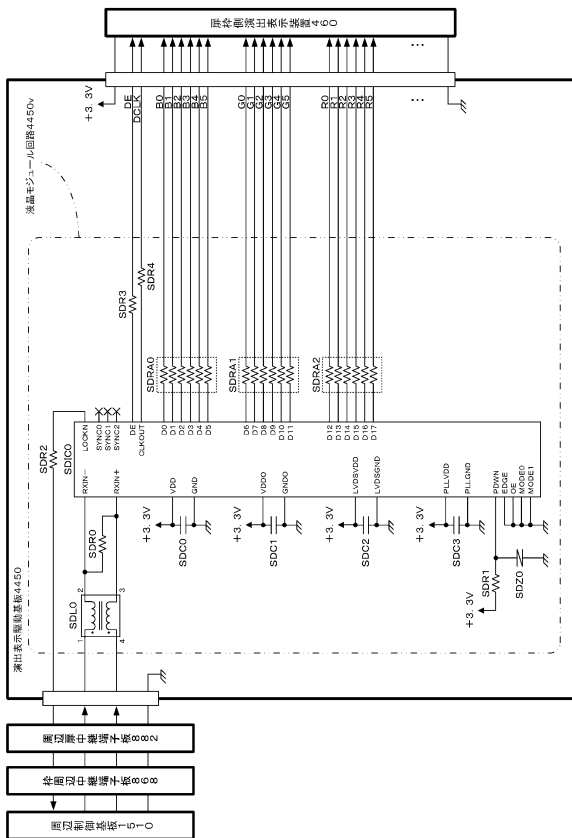 演出表示駆動基板4450
液晶モジュール回路4450v
周辺制御基板1510
枠周辺中継端子板868
周辺扉中継端子板882
扉枠側演出表示装置460
SDL0
1
2
3
4
SDR0
SDR2
SDIC0
RXIN-
RXIN+
LOCKN
SYNC0
SYNC1
SYNC2
DE
CLKOUT
SDR3
SDR4
+3.3V
DE
DCLK
+3.3V
SDC0
VDD
GND
D0
D1
D2
D3
D4
D5
SDRA0
B0
B1
B2
B3
B4
B5
+3.3V
SDC1
VDDO
GNDO
D6
D7
D8
D9
D10
D11
SDRA1
G0
G1
G2
G3
G4
G5
+3.3V
SDC2
LVDSVDD
LVDSGND
D12
D13
D14
D15
D16
D17
SDRA2
R0
R1
R2
R3
R4
R5
+3.3V
SDC3
PLLVDD
PLLGND
+3.3V
SDR1
SDZ0
PDWN
EDGE
OE
MODE0
MODE1
...
...